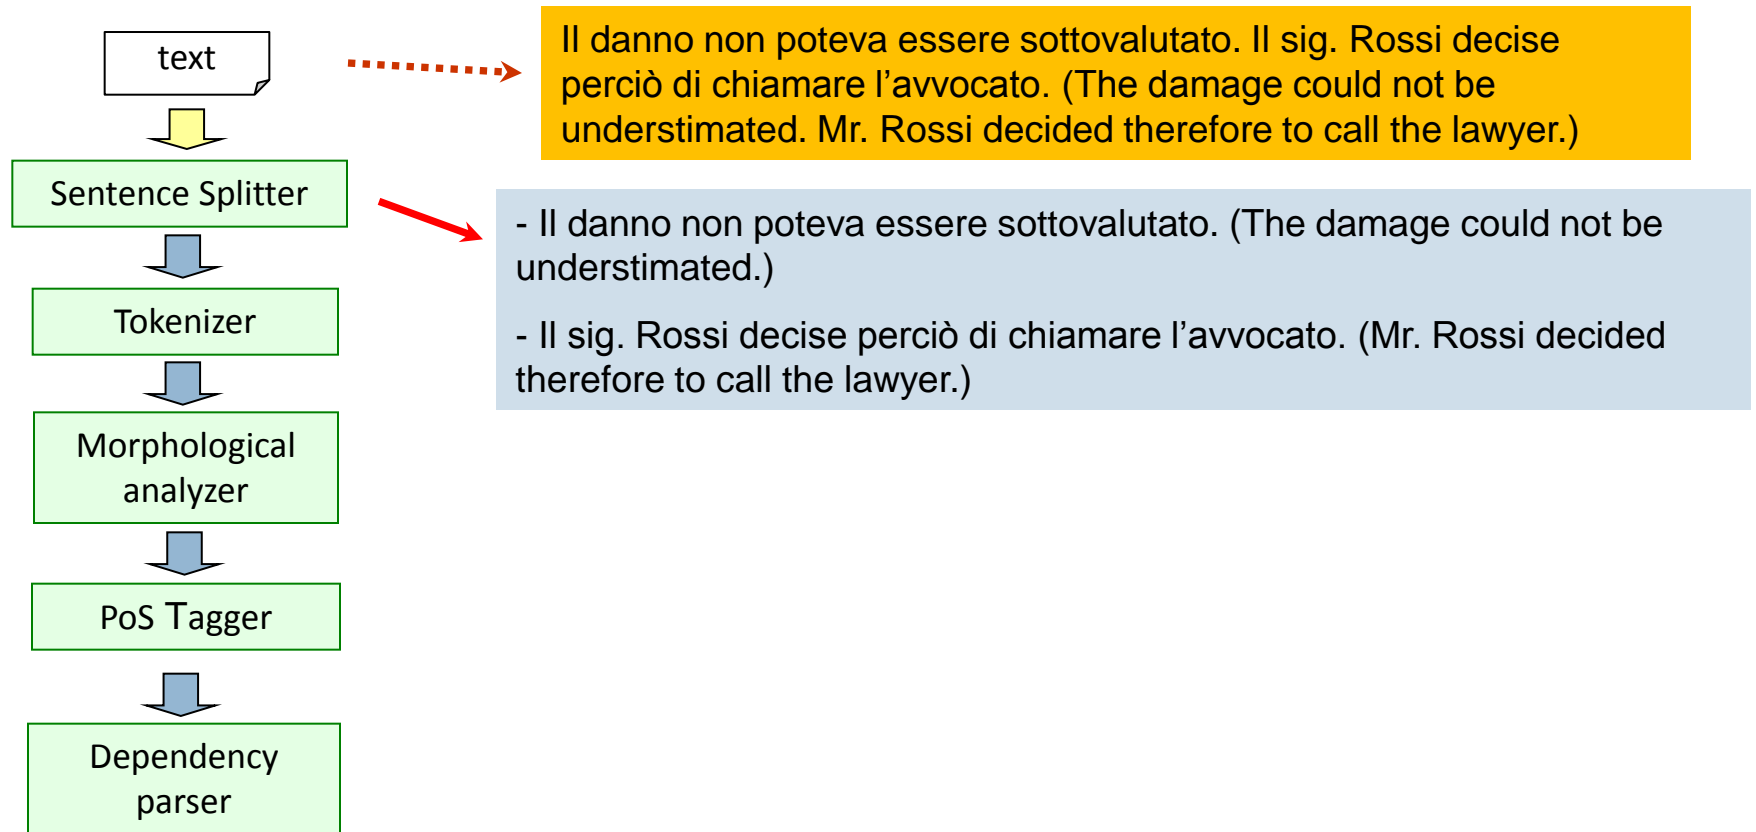 text
Il danno non poteva essere sottovalutato. Il sig. Rossi decise
perciò di chiamare l’avvocato. (The damage could not be
understimated. Mr. Rossi decided therefore to call the lawyer.)
Sentence Splitter
- Il danno non poteva essere sottovalutato. (The damage could not be
understimated.)
- Il sig. Rossi decise perciò di chiamare l’avvocato. (Mr. Rossi decided
therefore to call the lawyer.)
Tokenizer
Morphological
analyzer
PoS Tagger
Dependency
parser